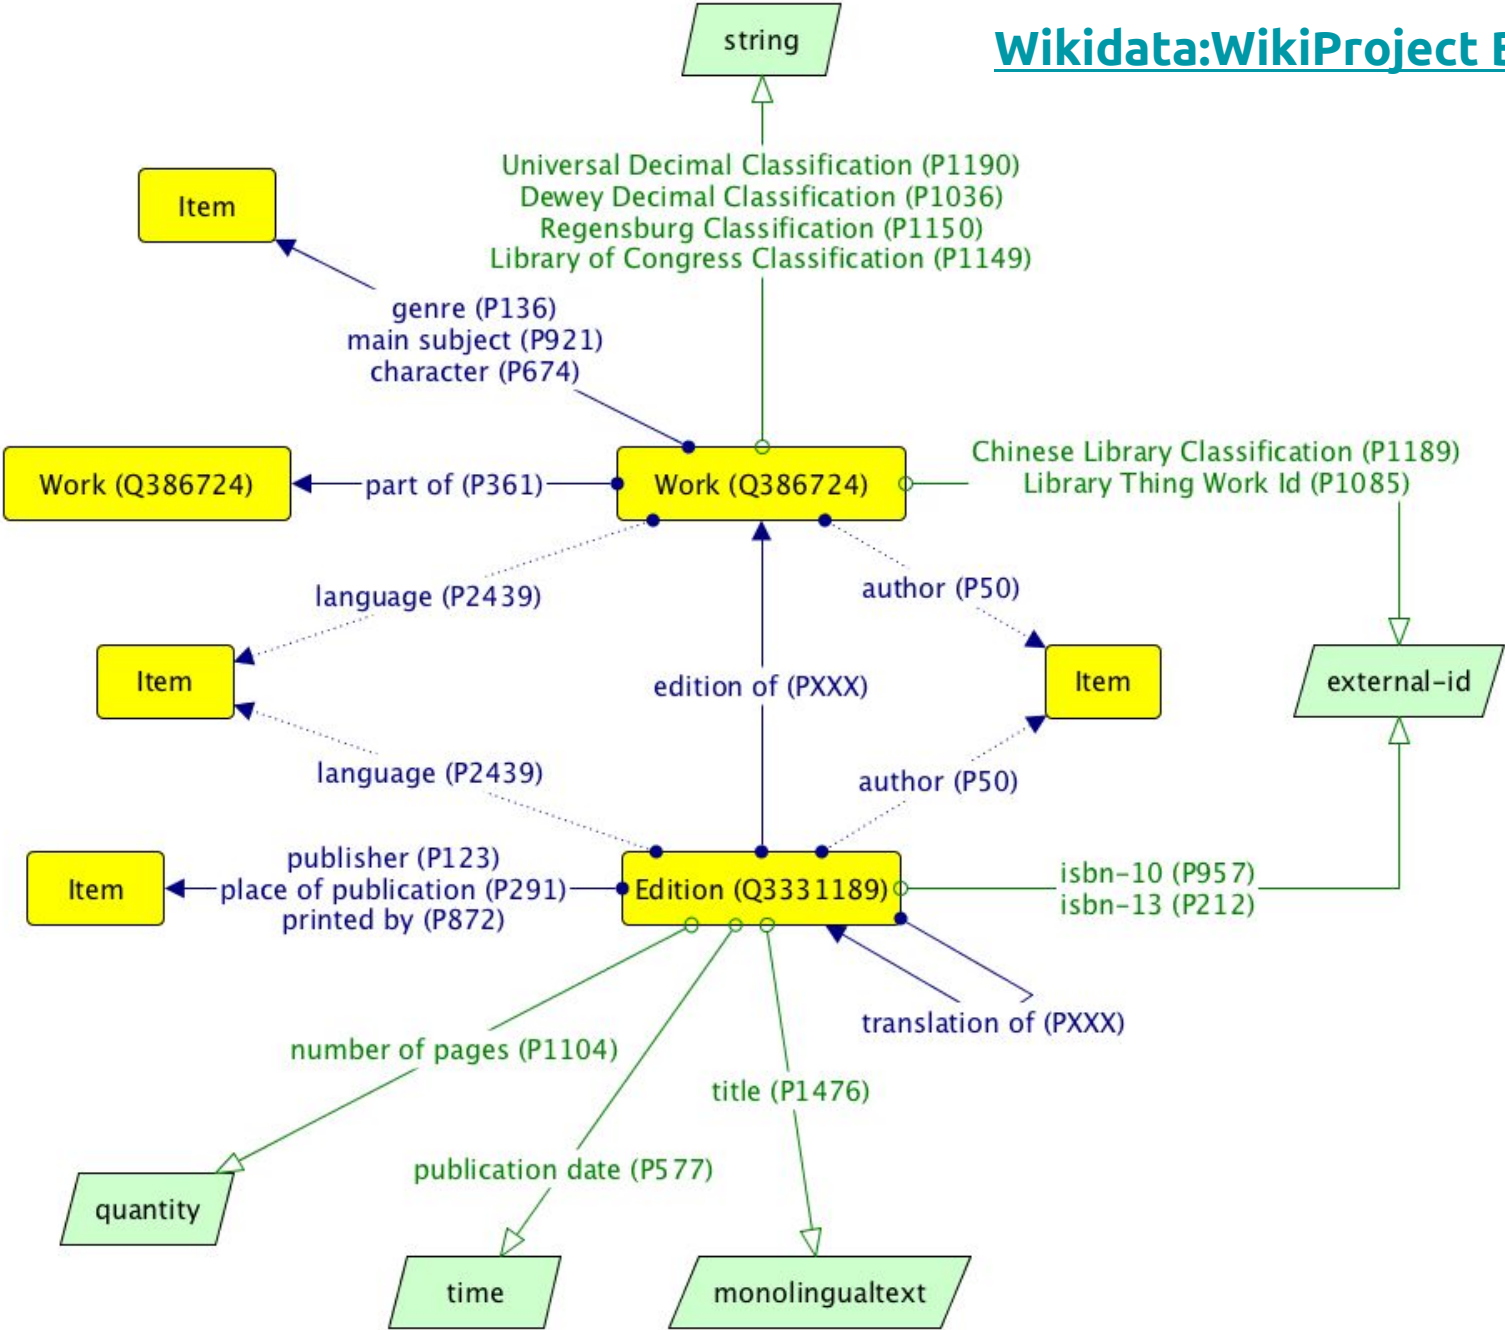 string
Wikidata:WikiProject
Universal Decimal Classification (P1190)
Dewey Decimal Classification (P1036)
Regensburg Classification (P1150)
Library of Congress Classification (P1149)
Item
genre (P136)
main subject (P921)
character (P674)
Work (Q386724)
part of (P361)
Work (Q386724)
Chinese Library Classification (P1189)
Library Thing Work Id (P1085)
language (P2439)
author (P50)
Item
edition of (PXXX)
Item
external-id
language (P2439)
author (P50)
Item
publisher (P123)
place of publication (P291)
printed by (P872)
Edition (Q3331189)
isbn-10 (P957)
isbn-13 (P212)
translation of (PXXX)
number of pages (P1104)
title (P1476)
publication date (P577)
quantity
time
monolingualtext